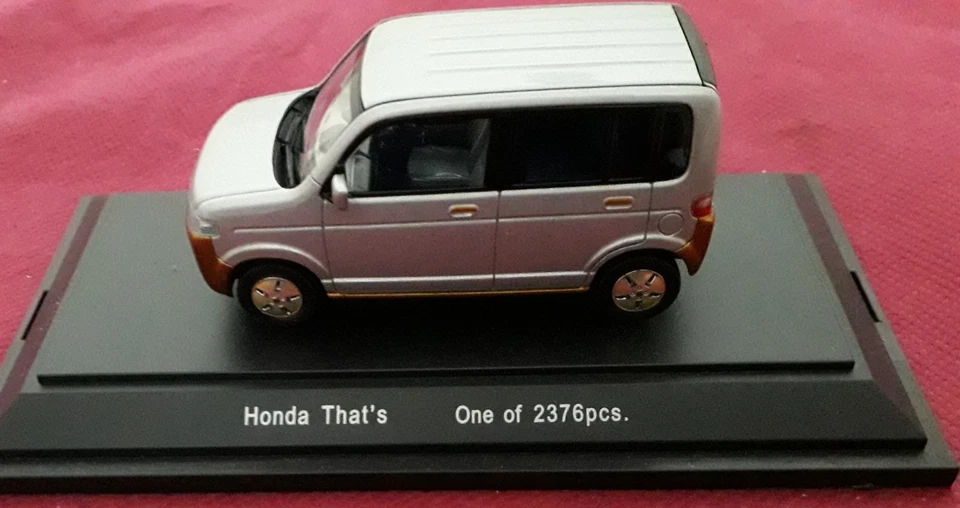 Honda That's One of 2376pcs.